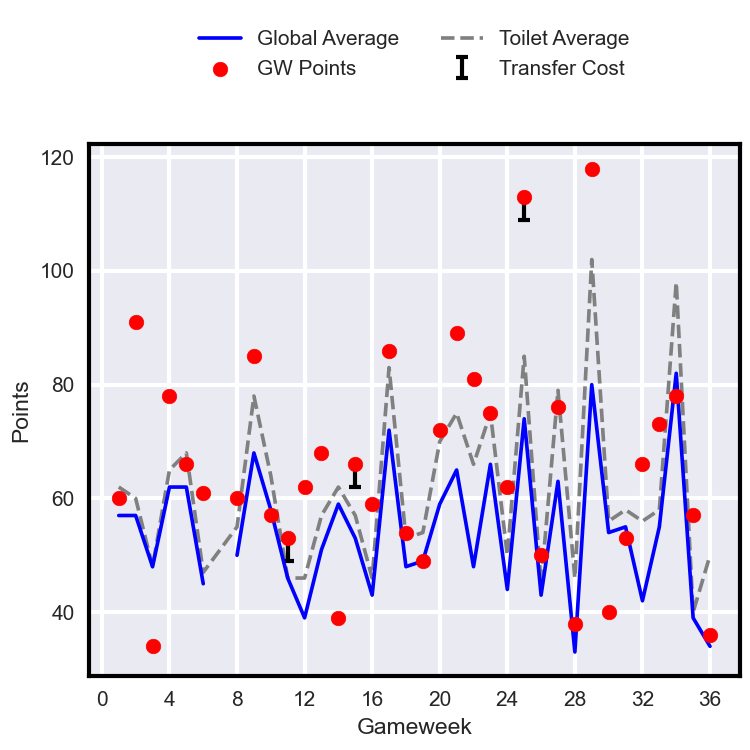 Global Average
GW Points
Toilet Average
Transfer Cost
120
100
80
60
40
Points
0 4 8 12 16 20 24 28 32 36
Gameweek